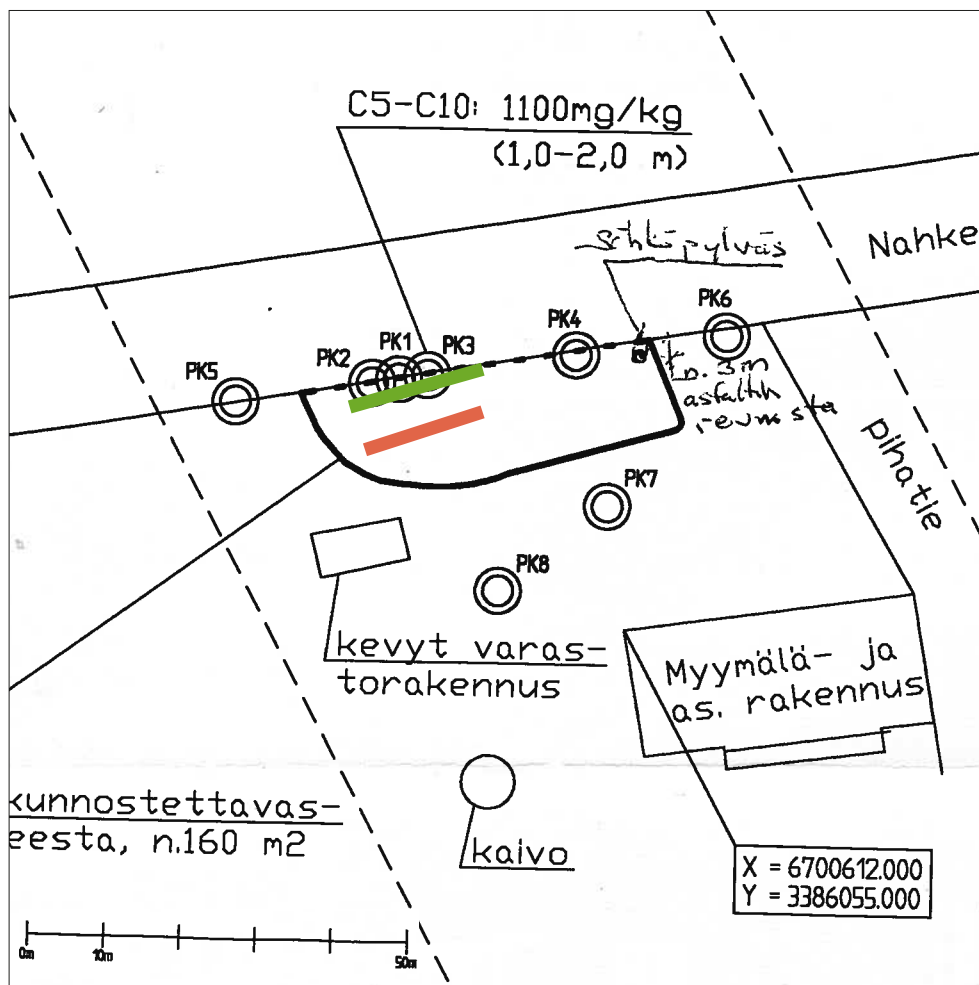 C5-C10: 1100mg/kg
(1,0-2,0 m)
sähköpylväs
Nahke
PK6
PK4
PK1
PK3
PK2
PK5
n. 3m
asfaltin
reunasta
pihatie
PK7
PK8
kevyt varas-
torakennus
Myymälä- ja
as. rakennus
kunnostettavas-
eesta, n.160 m2
kaivo
X = 6700612.000
Y = 3386055.000
0m
10m
50m